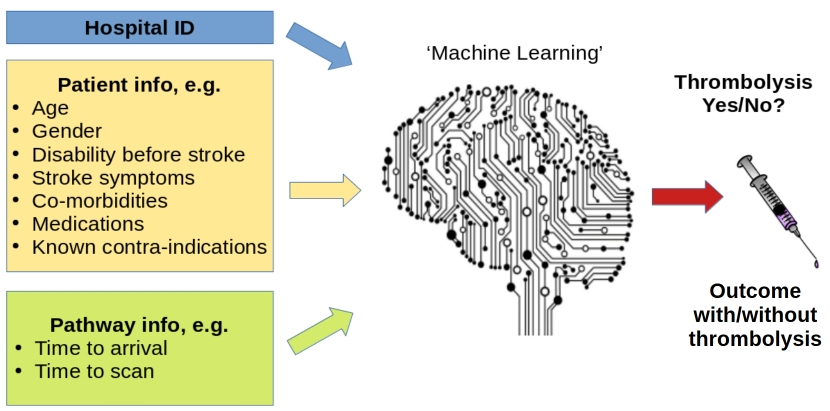 Hospital ID
Patient info, e.g.
• Age
• Gender
• Disability before stroke
• Stroke symptoms
• Co-morbidities
• Medications
• Known contra-indications
Pathway info, e.g.
• Time to arrival
• Time to scan
‘Machine Learning’
Thrombolysis
Yes/No?
Outcome
with/without
thrombolysis